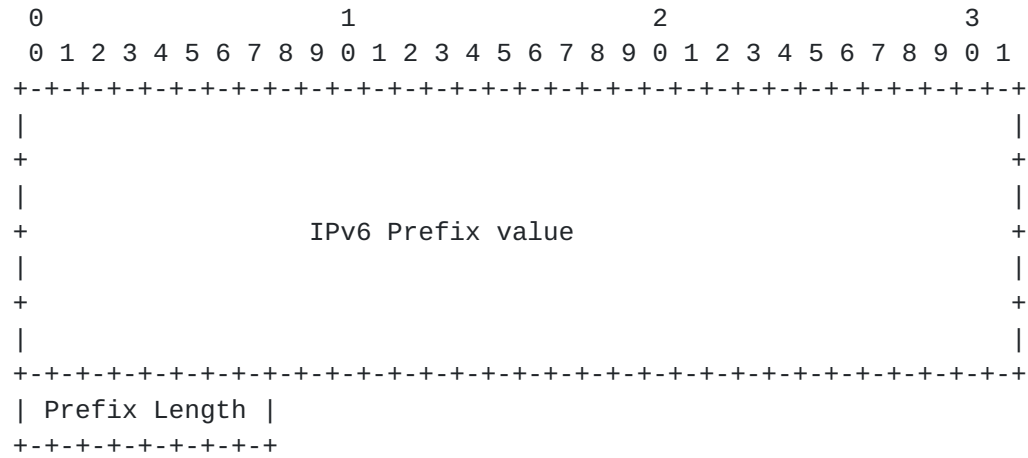 0                   1                   2                   3
 0 1 2 3 4 5 6 7 8 9 0 1 2 3 4 5 6 7 8 9 0 1 2 3 4 5 6 7 8 9 0 1
+-+-+-+-+-+-+-+-+-+-+-+-+-+-+-+-+-+-+-+-+-+-+-+-+-+-+-+-+-+-+-+-+
|                                                               |
+                                                               +
|                                                               |
+                  IPv6 Prefix value                            +
|                                                               |
+                                                               +
|                                                               |
+-+-+-+-+-+-+-+-+-+-+-+-+-+-+-+-+-+-+-+-+-+-+-+-+-+-+-+-+-+-+-+-+
| Prefix Length |
+-+-+-+-+-+-+-+-+